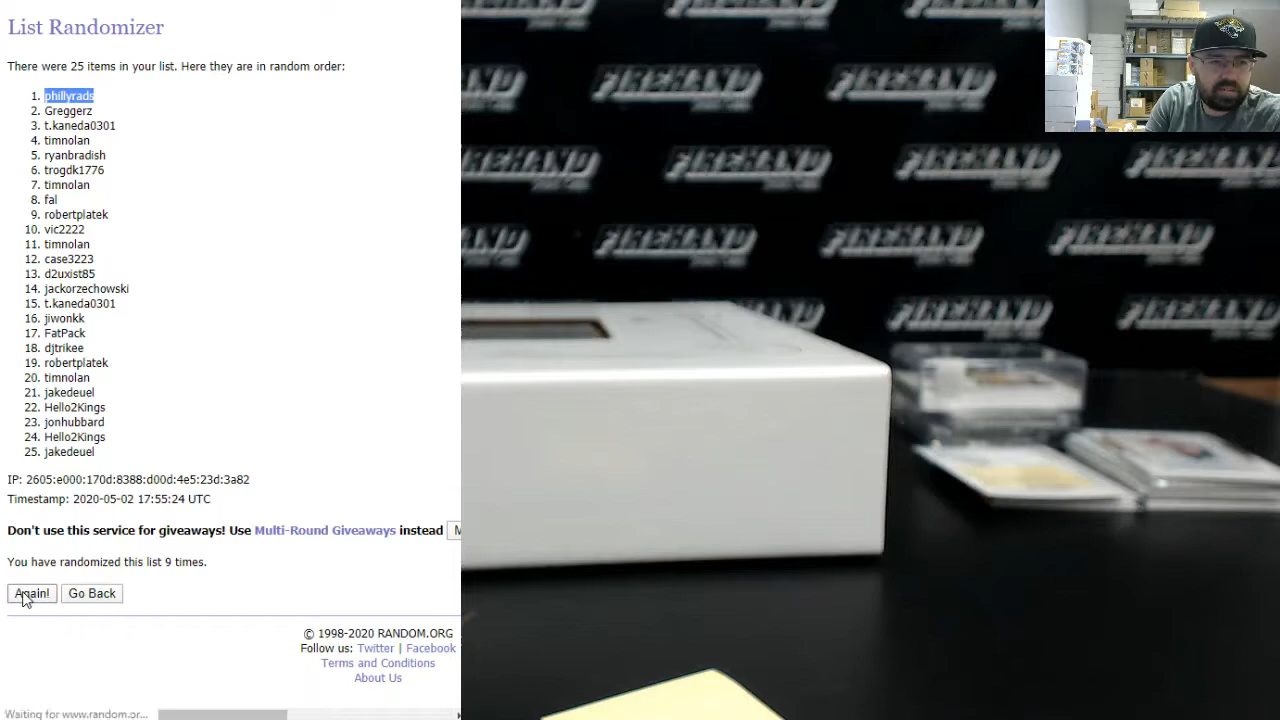 List Randomizer
There were 25 items in your list. Here they are in random order:
1. phillyrads
2. Greggerz
3. t.kaneda0301
4. timnolan
5. ryanbradish
6. trogdk1776
7. timnolan
8. fal
9. robertplatek
10. vic2222
11. timnolan
12. case3223
13. d2uxist85
14. jackorzechowski
15. t.kaneda0301
16. jiwonkk
17. FatPack
18. djtrikee
19. robertplatek
20. timnolan
21. jakedeuel
22. Hello2Kings
23. jonhubbard
24. Hello2Kings
25. jakedeuel
IP: 2605:e000:170d:8388:d00d:4e5:23d:3a82
Timestamp: 2020-05-02 17:55:24 UTC
Don't use this service for giveaways! Use Multi-Round Giveaways instead
You have randomized this list 9 times.
Again! Go Back
© 1998-2020 RANDOM.ORG
Follow us: Twitter | Facebook
Terms and Conditions
About Us
Waiting for www.random.or...
FIREHAND
FIREHAND
FIREHAND
FIREHAND
FIREHAND
FIREHAND
FIREHAND
FIREHAND
FIREHAND